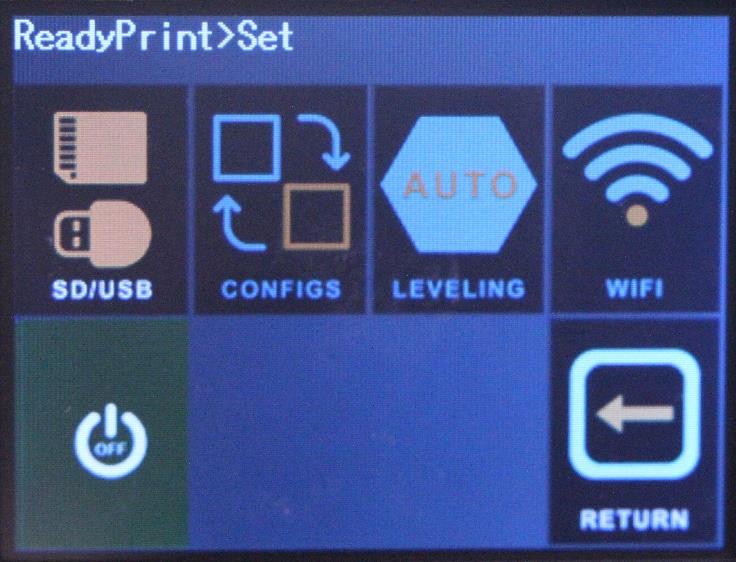 ReadyPrint>Set
AUTO
SD/USB
CONFIGS
LEVELING
WIFI
OFF
RETURN